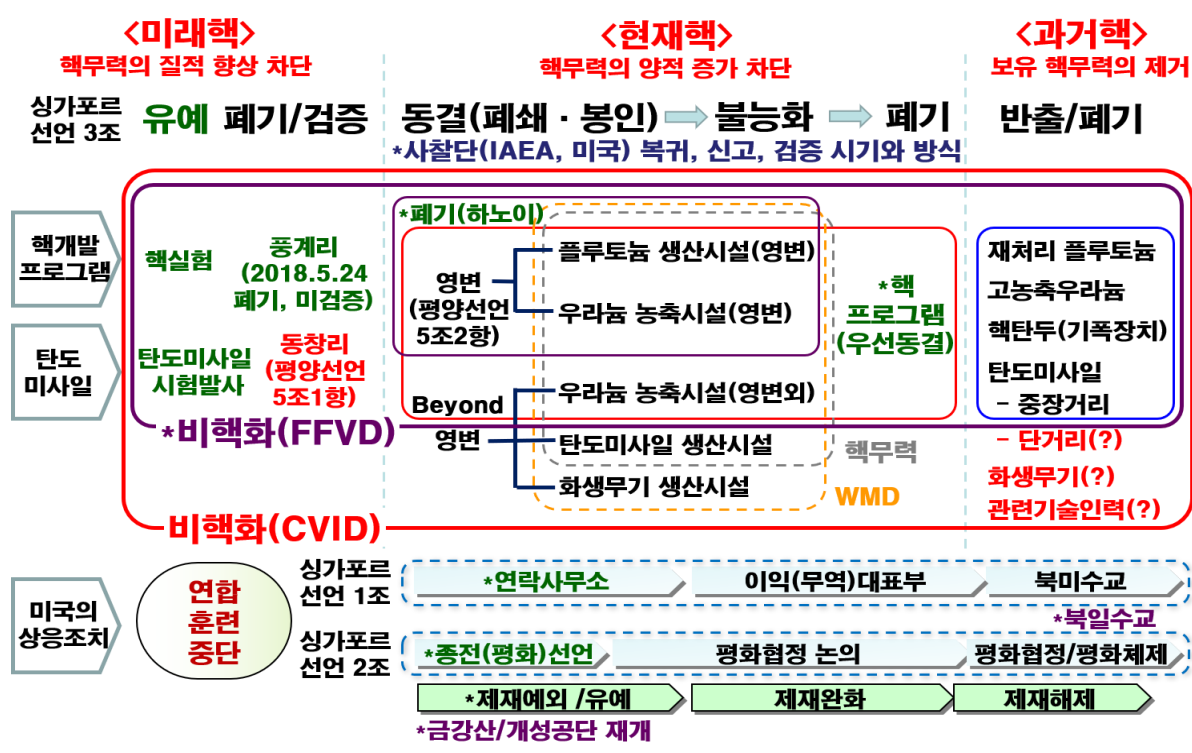 <미래핵>
핵무력의 질적 향상 차단
<현재핵>
핵무력의 양적 증가 차단
<과거핵>
보유 핵무력의 제거
싱가포르
선언 3조
유예 폐기/검증
동결(폐쇄 · 봉인)
불능화
폐기
반출/폐기
*사찰단(IAEA, 미국) 복귀, 신고, 검증 시기와 방식
핵개발
프로그램
핵실험
풍계리
(2018.5.24
폐기, 미검증)
탄도
미사일
탄도미사일
시험발사
동창리
(평양선언
5조1항)
*비핵화(FFVD)
비핵화(CVID)
*폐기(하노이)
영변
(평양선언
5조2항)
플루토늄 생산시설(영변)
우라늄 농축시설(영변)
*핵
프로그램
(우선동결)
Beyond
영변
우라늄 농축시설(영변외)
탄도미사일 생산시설
화생무기 생산시설
핵무력
WMD
재처리 플루토늄
고농축우라늄
핵탄두(기폭장치)
탄도미사일
- 중장거리
- 단거리(?)
화생무기(?)
관련기술인력(?)
미국의
상응조치
연합
훈련
중단
싱가포르
선언 1조
*연락사무소
이익(무역)대표부
북미수교
*북일수교
싱가포르
선언 2조
*종전(평화)선언
평화협정 논의
평화협정/평화체제
*제재예외 /유예
제재완화
제재해제
*금강산/개성공단 재개